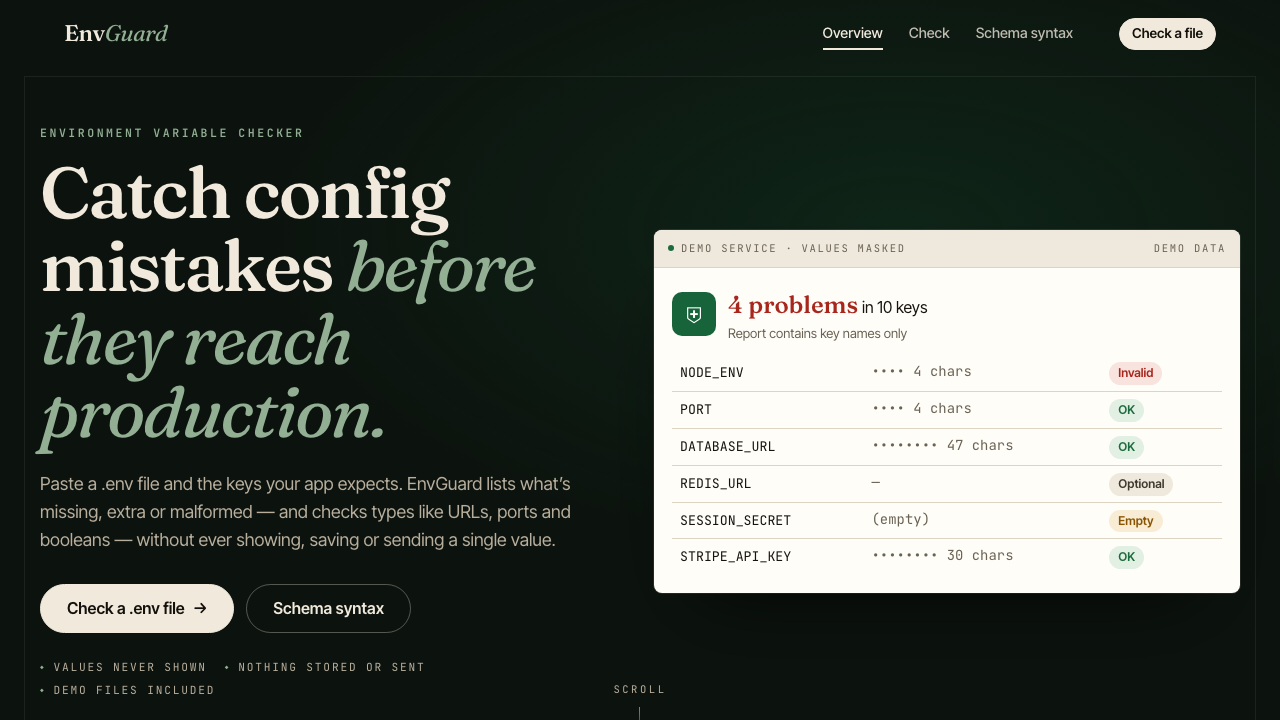 EnvGuard
Overview
Check
Schema syntax
Check a file
ENVIRONMENT VARIABLE CHECKER
Catch config
mistakes before
they reach
production.
Paste a .env file and the keys your app expects. EnvGuard lists what’s
missing, extra or malformed — and checks types like URLs, ports and
booleans — without ever showing, saving or sending a single value.
Check a .env file →
Schema syntax
• VALUES NEVER SHOWN • NOTHING STORED OR SENT
• DEMO FILES INCLUDED
SCROLL
DEMO SERVICE · VALUES MASKED
DEMO DATA
4 problems in 10 keys
Report contains key names only
NODE_ENV •••• 4 chars Invalid
PORT •••• 4 chars OK
DATABASE_URL •••••••• 47 chars OK
REDIS_URL — Optional
SESSION_SECRET (empty) Empty
STRIPE_API_KEY •••••••• 30 chars OK